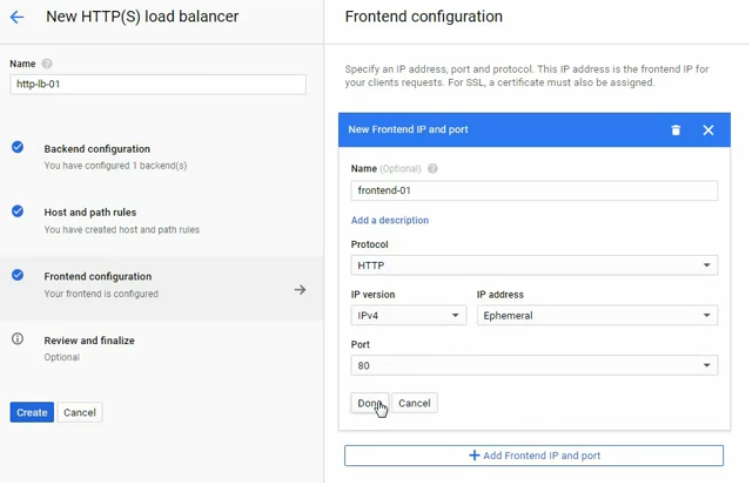 New HTTP(S) load balancer
Name
http-lb-01
Backend configuration
You have configured 1 backend(s)
Host and path rules
You have created host and path rules
Frontend configuration
Your frontend is configured
Review and finalize
Optional
Create Cancel
Frontend configuration
Specify an IP address, port and protocol. This IP address is the frontend IP for
your clients requests. For SSL, a certificate must also be assigned.
New Frontend IP and port
Name (Optional)
frontend-01
Add a description
Protocol
HTTP
IP version IP address
IPv4 Ephemeral
Port
80
Done Cancel
Add Frontend IP and port